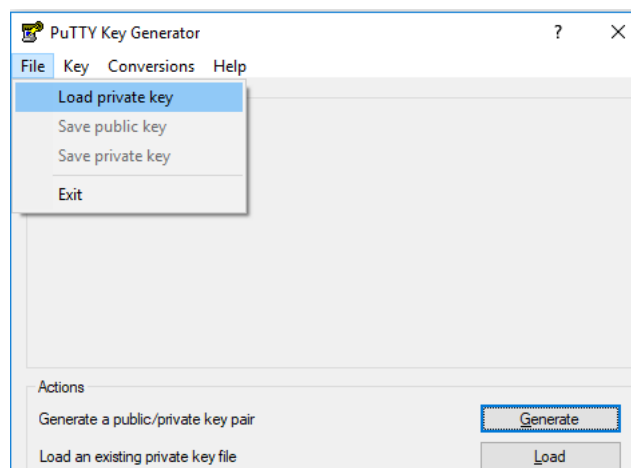 PuTTY Key Generator ?
File Key Conversions Help
Load private key
Save public key
Save private key
Exit
Actions
Generate a public/private key pair Generate
Load an existing private key file Load